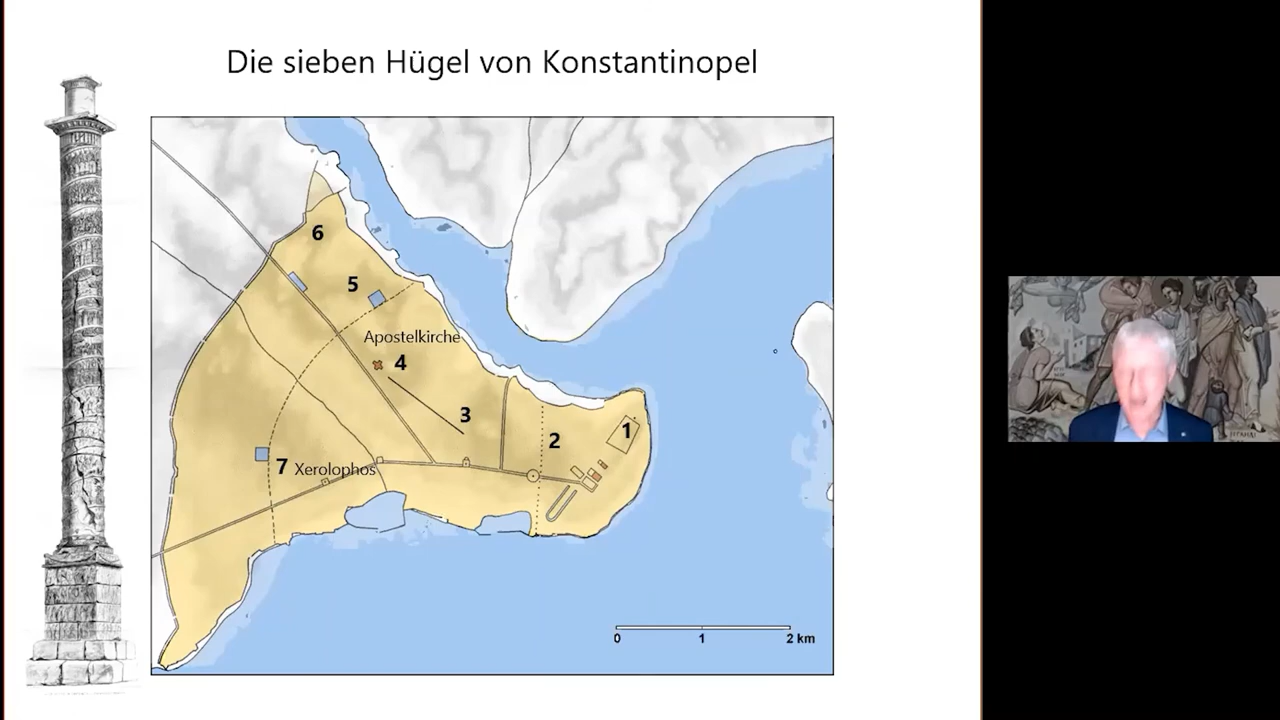 Die sieben Hügel von Konstantinopel
6
5
Apostelkirche
4
3
2
1
7 Xerolophos
0 1 2 km